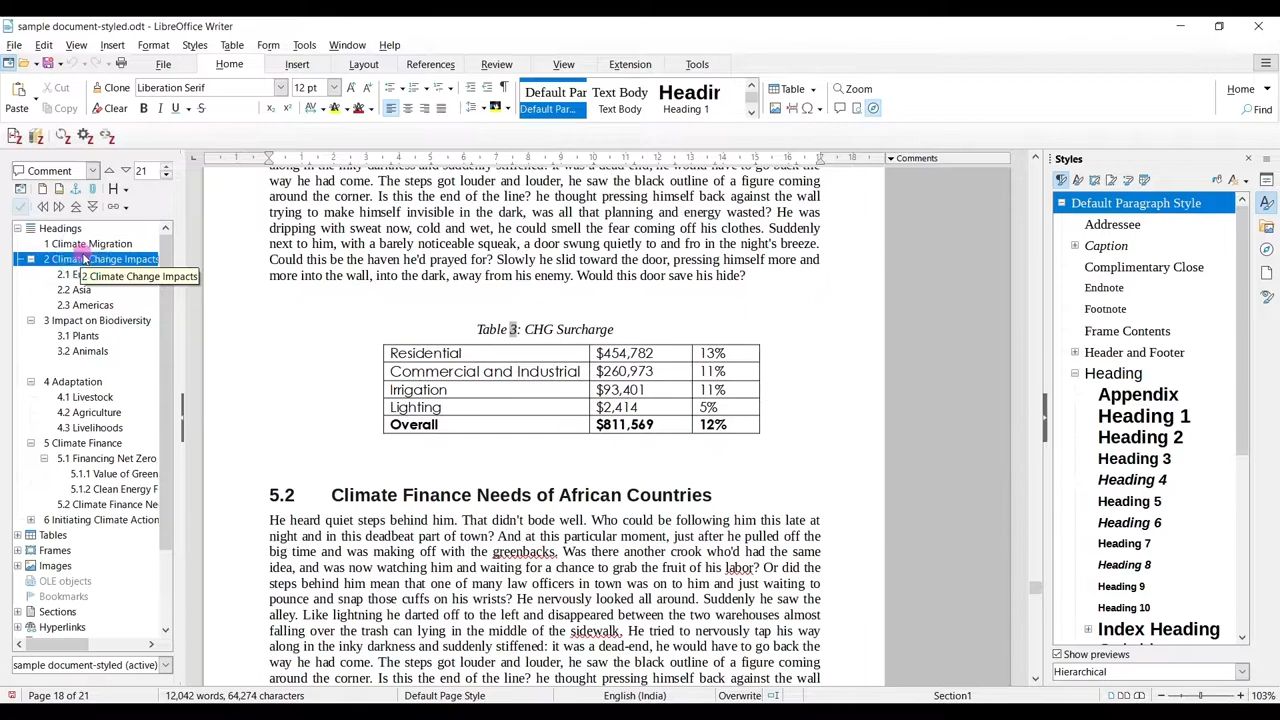 sample document-styled.odt - LibreOffice Writer
File Edit View Insert Format Styles Table Form Tools Window Help
File Home Insert Layout References Review View Extension Tools
Paste Cut Clone Liberation Serif 12 pt Default Par Text Body Headir Table Zoom Home
Copy Clear Default Par... Text Body Heading 1 Find
Comment 21
Comments
Headings
1 Climate Migration
2 Climate Change Impacts
2 Climate Change Impacts
2.1
2.2 Asia
2.3 Americas
3 Impact on Biodiversity
3.1 Plants
3.2 Animals
4 Adaptation
4.1 Livestock
4.2 Agriculture
4.3 Livelihoods
5 Climate Finance
5.1 Financing Net Zero
5.1.1 Value of Green
5.1.2 Clean Energy F
5.2 Climate Finance Ne
6 Initiating Climate Action
Tables
Frames
Images
OLE objects
Bookmarks
Sections
Hyperlinks
sample document-styled (active)
along in the inky darkness and suddenly stiffened: it was a dead-end, he would have to go back the
way he had come. The steps got louder and louder, he saw the black outline of a figure coming
around the corner. Is this the end of the line? he thought pressing himself back against the wall
trying to make himself invisible in the dark, was all that planning and energy wasted? He was
dripping with sweat now, cold and wet, he could smell the fear coming off his clothes. Suddenly
next to him, with a barely noticeable squeak, a door swung quietly to and fro in the night's breeze.
Could this be the haven he'd prayed for? Slowly he slid toward the door, pressing himself more and
more into the wall, into the dark, away from his enemy. Would this door save his hide?
Table 3: CHG Surcharge
Residential $454,782 13%
Commercial and Industrial $260,973 11%
Irrigation $93,401 11%
Lighting $2,414 5%
Overall $811,569 12%
5.2 Climate Finance Needs of African Countries
He heard quiet steps behind him. That didn't bode well. Who could be following him this late at
night and in this deadbeat part of town? And at this particular moment, just after he pulled off the
big time and was making off with the greenbacks. Was there another crook who'd had the same
idea, and was now watching him and waiting for a chance to grab the fruit of his labor? Or did the
steps behind him mean that one of many law officers in town was on to him and just waiting to
pounce and snap those cuffs on his wrists? He nervously looked all around. Suddenly he saw the
alley. Like lightning he darted off to the left and disappeared between the two warehouses almost
falling over the trash can lying in the middle of the sidewalk. He tried to nervously tap his way
along in the inky darkness and suddenly stiffened: it was a dead-end, he would have to go back the
way he had come. The steps got louder and louder, he saw the black outline of a figure coming
around the corner. Is this the end of the line? he thought pressing himself back against the wall
Styles
Default Paragraph Style
Addressee
Caption
Complimentary Close
Endnote
Footnote
Frame Contents
Header and Footer
Heading
Appendix
Heading 1
Heading 2
Heading 3
Heading 4
Heading 5
Heading 6
Heading 7
Heading 8
Heading 9
Heading 10
Index Heading
Show previews
Hierarchical
Page 18 of 21 12,042 words, 64,274 characters Default Page Style English (India) Overwrite Section1 103%